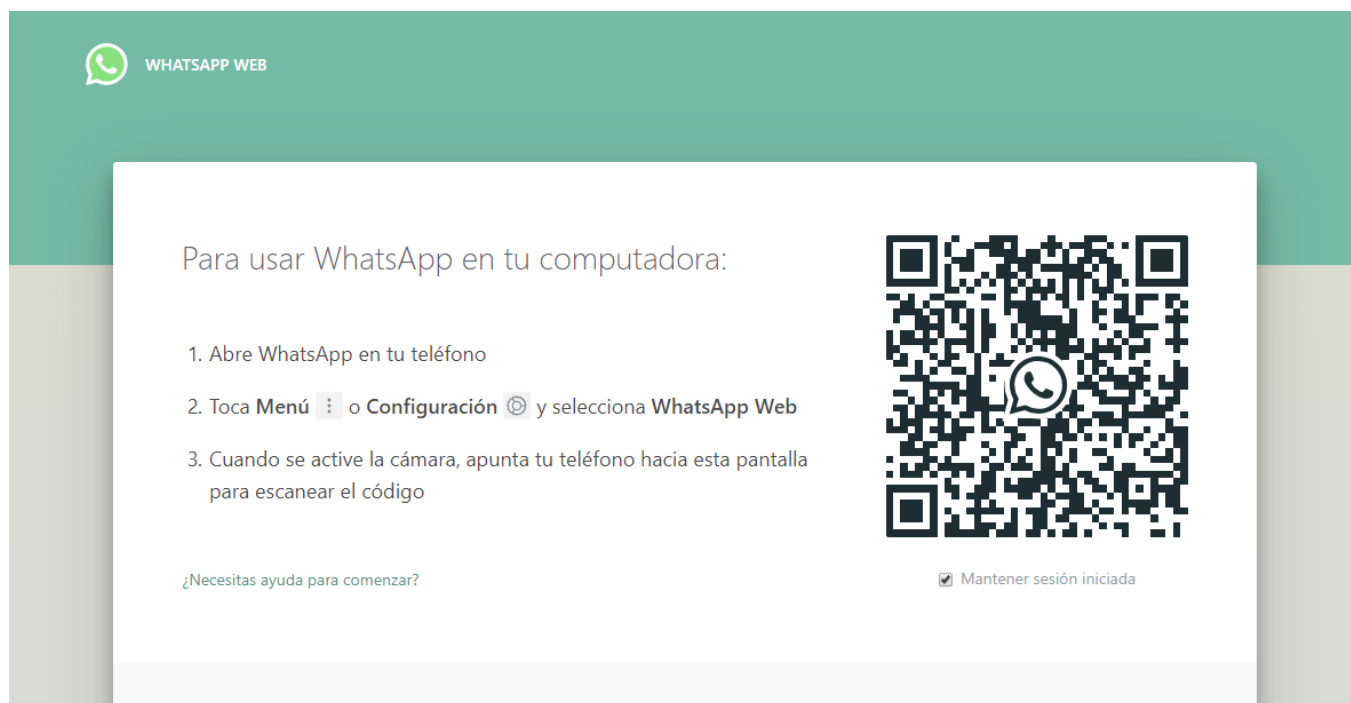 WHATSAPP WEB
Para usar WhatsApp en tu computadora:
1. Abre WhatsApp en tu teléfono
2. Toca Menú o Configuración y selecciona WhatsApp Web
3. Cuando se active la cámara, apunta tu teléfono hacia esta pantalla
para escanear el código
¿Necesitas ayuda para comenzar?
Mantener sesión iniciada